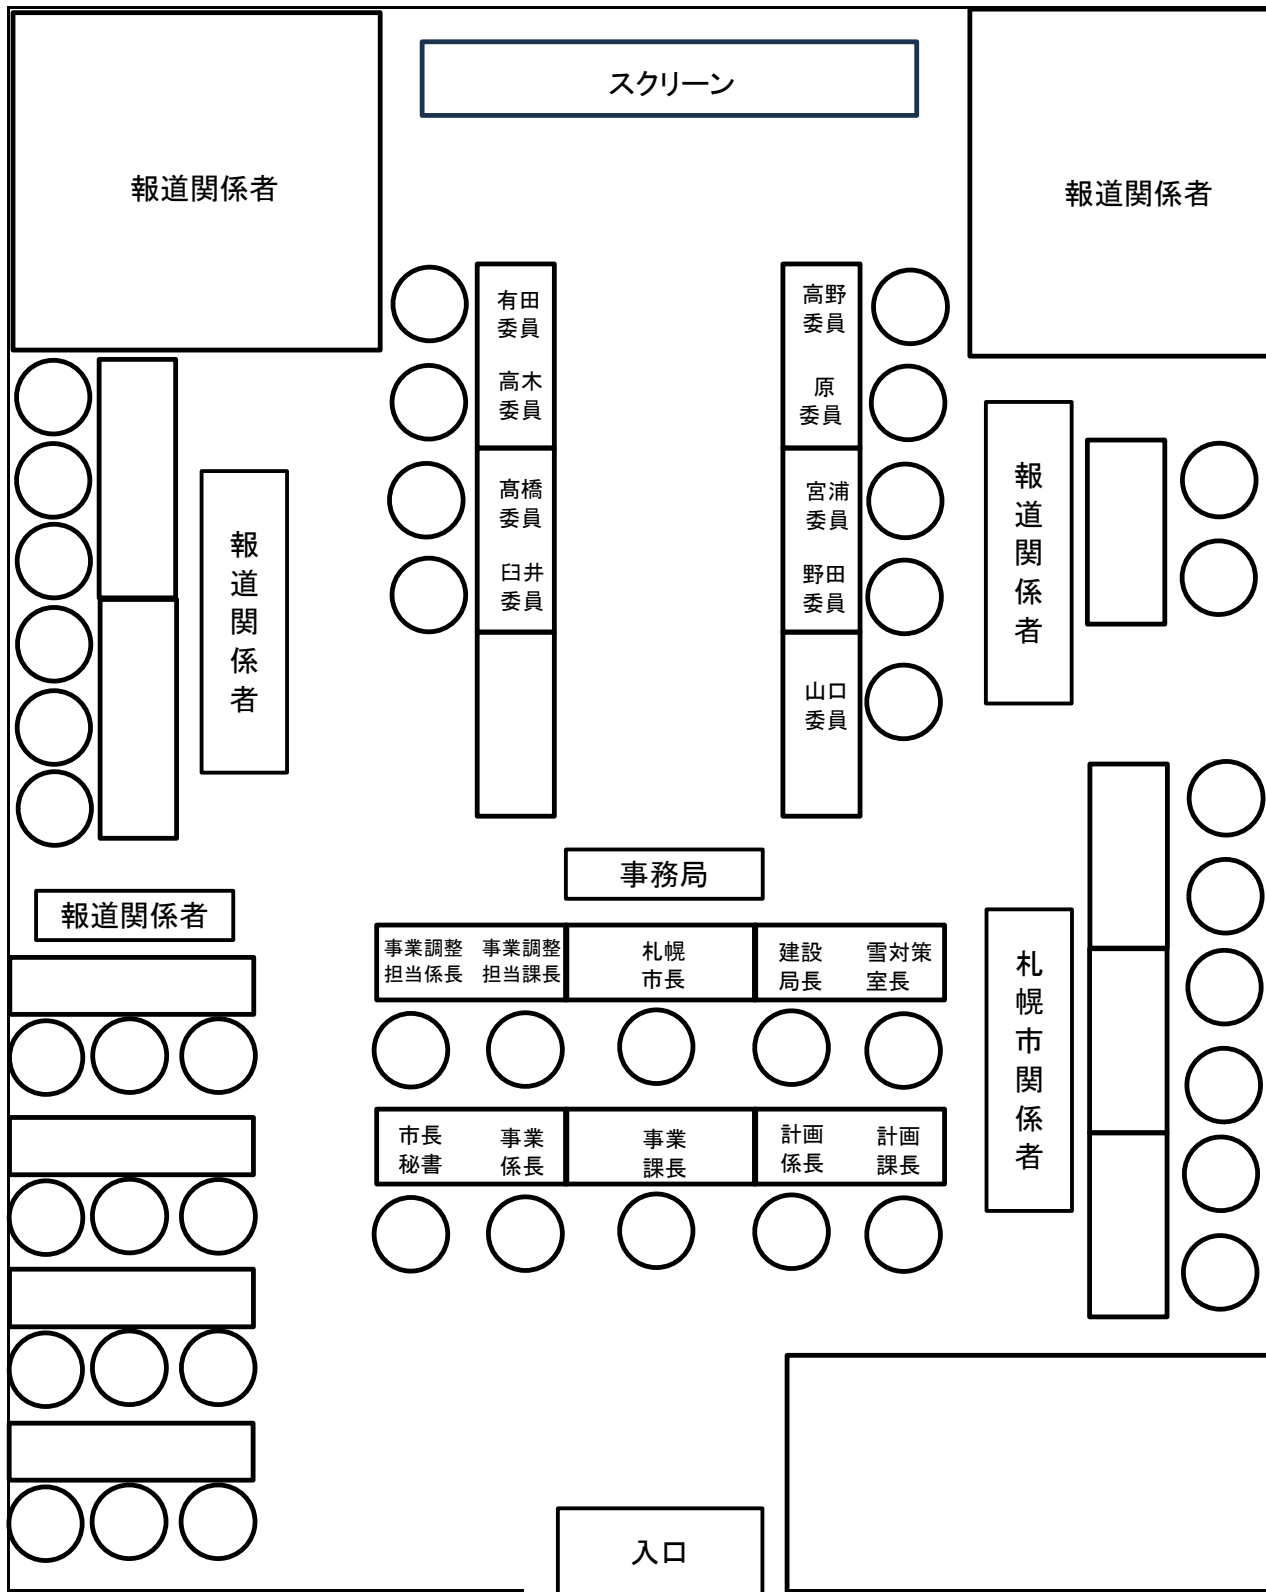 スクリーン
報道関係者
報道関係者
有田
委員
高木
委員
髙橋
委員
臼井
委員
高野
委員
原
委員
宮浦
委員
野田
委員
山口
委員
報道関係者
報道関係者
事務局
報道関係者
事業調整
担当係長
事業調整
担当課長
札幌
市長
建設
局長
雪対策
室長
市長
秘書
事業
係長
事業
課長
計画
係長
計画
課長
札幌市関係者
入口